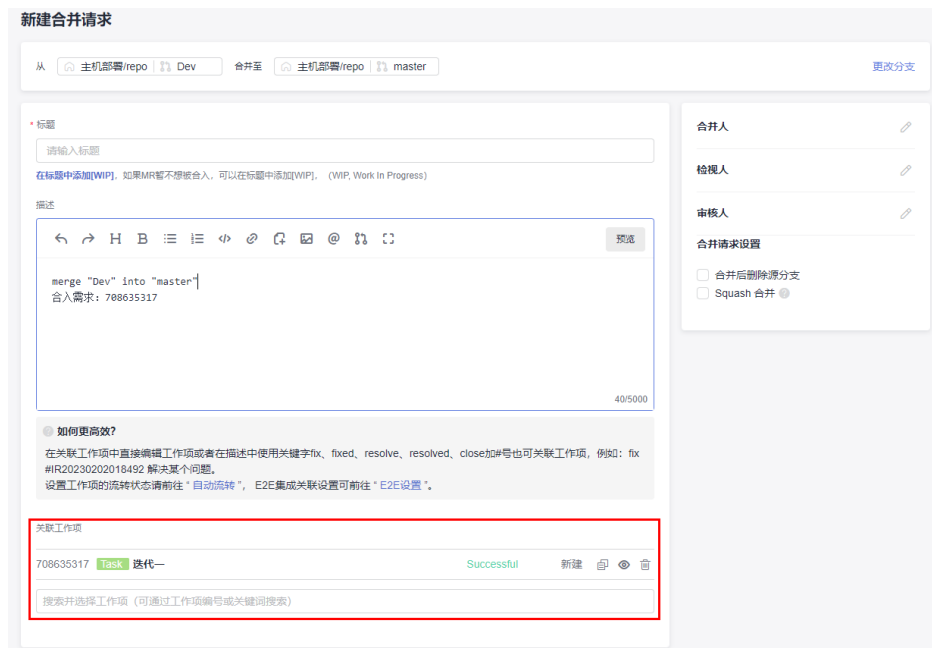 新建合并请求
从 主机部署/repo Dev 合并至 主机部署/repo master 更改分支
* 标题
请输入标题
在标题中添加[WIP]，如果MR暂不想被合入，可以在标题中添加[WIP]。（WIP, Work In Progress）
描述
预览
merge "Dev" into "master"
合入需求：708635317
40/5000
如何更高效?
在关联工作项中直接编辑工作项或者在描述中使用关键字fix、fixed、resolve、resolved、close加#号也可关联工作项，例如：fix
#IR20230202018492 解决某个问题。
设置工作项的流转状态请前往 “ 自动流转 ”， E2E集成关联设置可前往 “ E2E设置 ”。
关联工作项
708635317 Task 迭代一 Successful 新建
搜索并选择工作项（可通过工作项编号或关键词搜索）
合并人
检视人
审核人
合并请求设置
合并后删除源分支
Squash 合并